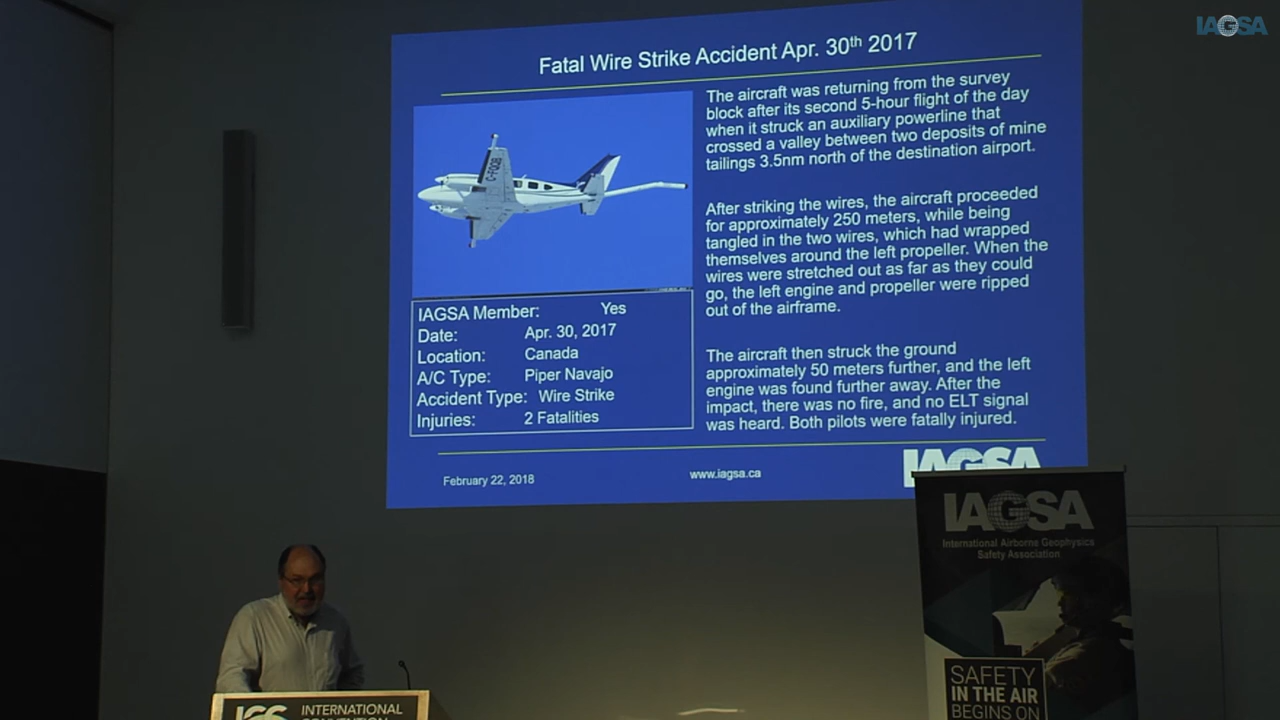 IAGSA
Fatal Wire Strike Accident Apr. 30th 2017
C-FQQB
The aircraft was returning from the survey
block after its second 5-hour flight of the day
when it struck an auxiliary powerline that
crossed a valley between two deposits of mine
tailings 3.5nm north of the destination airport.
After striking the wires, the aircraft proceeded
for approximately 250 meters, while being
tangled in the two wires, which had wrapped
themselves around the left propeller. When the
wires were stretched out as far as they could
go, the left engine and propeller were ripped
out of the airframe.
The aircraft then struck the ground
approximately 50 meters further, and the left
engine was found further away. After the
impact, there was no fire, and no ELT signal
was heard. Both pilots were fatally injured.
IAGSA Member: Yes
Date: Apr. 30, 2017
Location: Canada
A/C Type: Piper Navajo
Accident Type: Wire Strike
Injuries: 2 Fatalities
February 22, 2018
www.iagsa.ca
IAGSA
IAGSA
International Airborne Geophysics
Safety Association
SAFETY
IN THE AIR
BEGINS ON
ICS INTERNATIONAL
CONVENTION